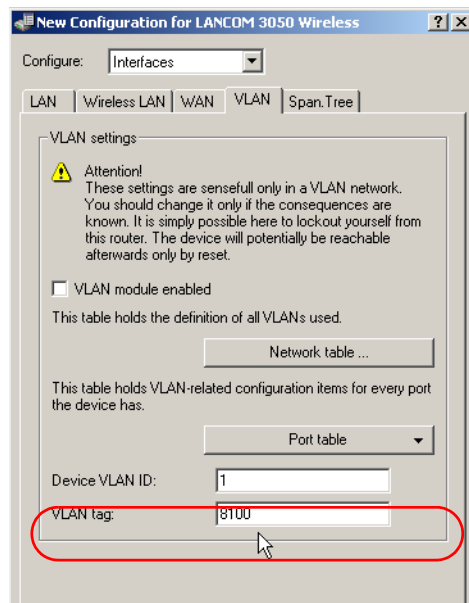 New Configuration for LANCOM 3050 Wireless
Configure: Interfaces
LAN Wireless LAN WAN VLAN Span.Tree
VLAN settings
Attention!
These settings are sensefull only in a VLAN network.
You should change it only if the consequences are
known. It is simply possible here to lockout yourself from
this router. The device will potentially be reachable
afterwards only by reset.
VLAN module enabled
This table holds the definition of all VLANs used.
Network table ...
This table holds VLAN-related configuration items for every port
the device has.
Port table
Device VLAN ID: 1
VLAN tag: 8100